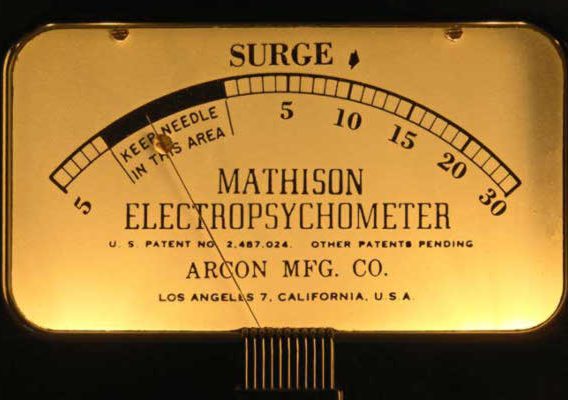 SURGE
5 5 10 15 20 30
KEEP NEEDLE
IN THIS AREA
MATHISON
ELECTROPSYCHOMETER
U. S. PATENT NO. 2,487,024. OTHER PATENTS PENDING
ARCON MFG. CO.
LOS ANGELES 7, CALIFORNIA, U.S.A.